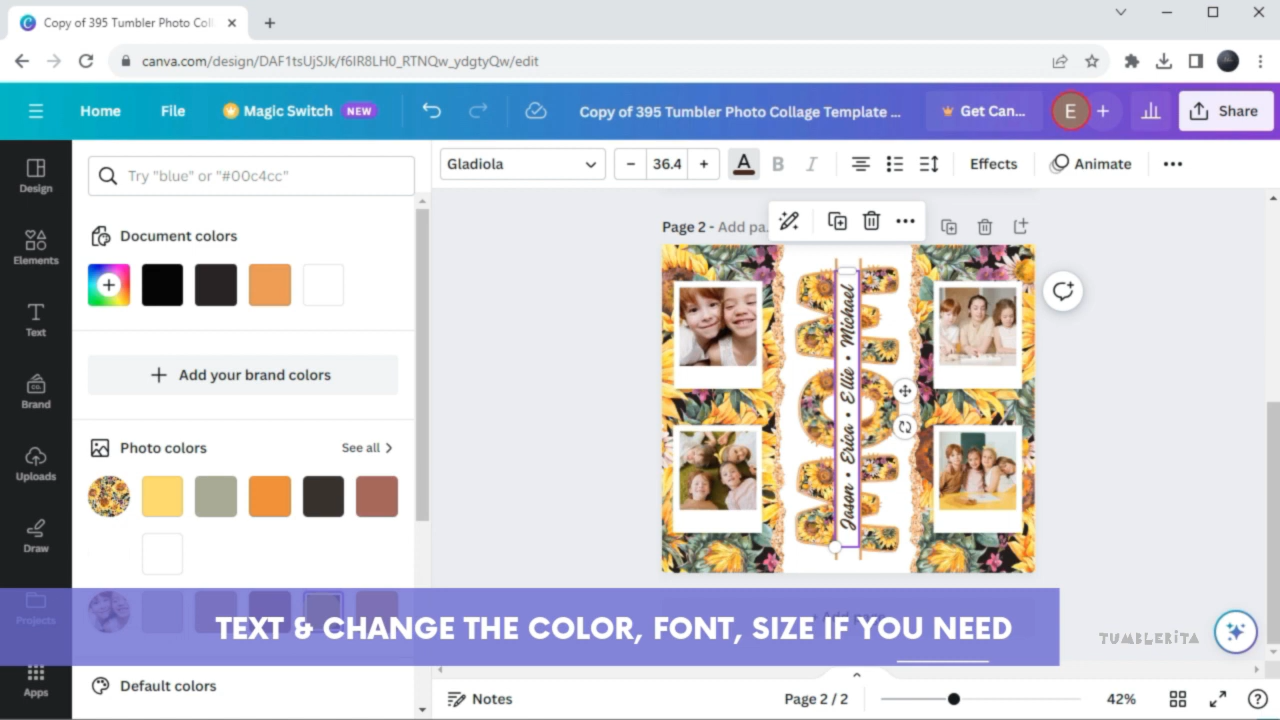 Copy of 395 Tumbler Photo Coll
canva.com/design/DAF1tsUjSJk/f6IR8LH0_RTNQw_ydgtyQw/edit
Home
File
Magic Switch NEW
Copy of 395 Tumbler Photo Collage Template ...
Get Can...
E
Share
Design
Elements
Text
Brand
Uploads
Draw
Projects
Apps
Try "blue" or "#00c4cc"
Document colors
Add your brand colors
Photo colors
See all
Default colors
Gladiola
36.4
A
B
I
Effects
Animate
Page 2 - Add pa...
MOM
Jason • Erica • Ellie • Michael
+ Add page
TEXT & CHANGE THE COLOR, FONT, SIZE IF YOU NEED
TUMBLERITA
Notes
Page 2 / 2
42%